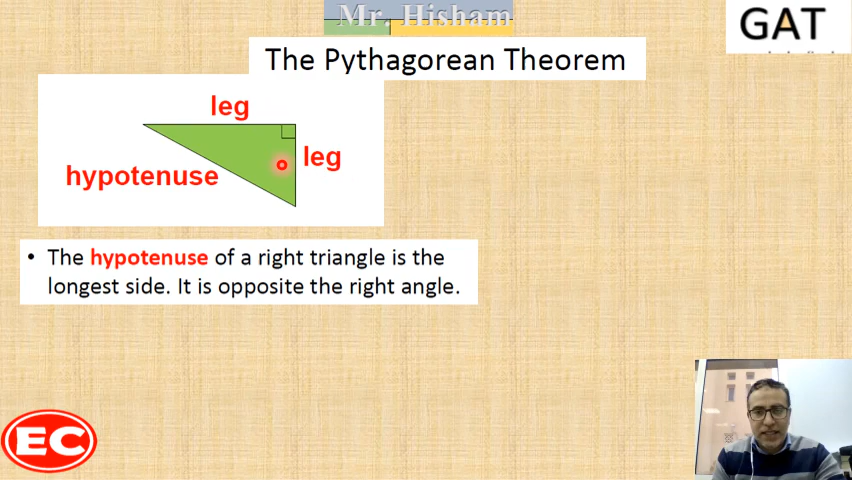 Mr. Hisham
GAT
The Pythagorean Theorem
leg
leg
hypotenuse
• The hypotenuse of a right triangle is the
longest side. It is opposite the right angle.
EC